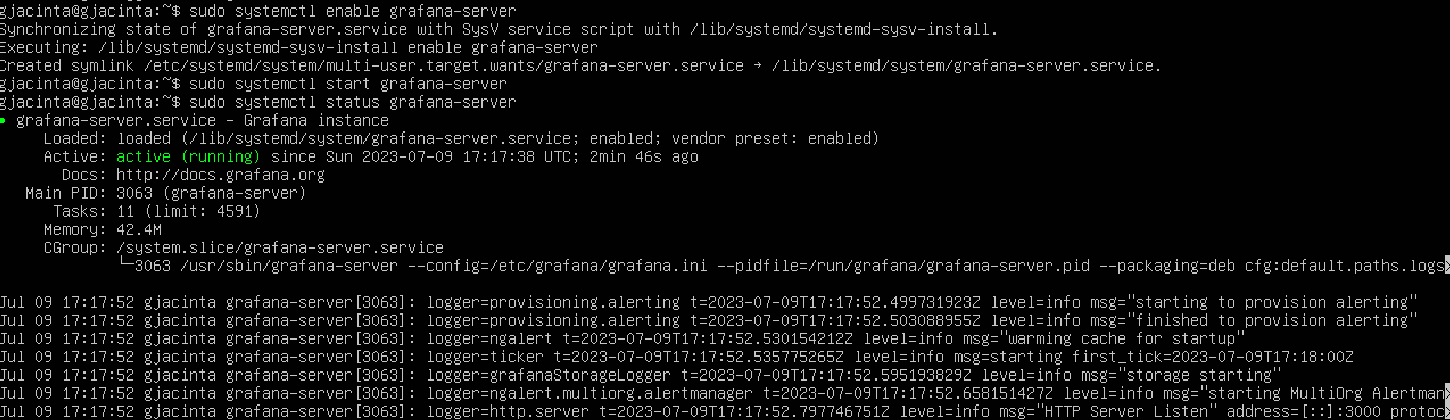 gjacinta@gjacinta:~$ sudo systemctl enable grafana-server
Synchronizing state of grafana-server.service with SysV service script with /lib/systemd/systemd-sysv-install.
Executing: /lib/systemd/systemd-sysv-install enable grafana-server
Created symlink /etc/systemd/system/multi-user.target.wants/grafana-server.service → /lib/systemd/system/grafana-server.service.
gjacinta@gjacinta:~$ sudo systemctl start grafana-server
gjacinta@gjacinta:~$ sudo systemctl status grafana-server
● grafana-server.service - Grafana instance
     Loaded: loaded (/lib/systemd/system/grafana-server.service; enabled; vendor preset: enabled)
     Active: active (running) since Sun 2023-07-09 17:17:38 UTC; 2min 46s ago
       Docs: http://docs.grafana.org
   Main PID: 3063 (grafana-server)
      Tasks: 11 (limit: 4591)
     Memory: 42.4M
     CGroup: /system.slice/grafana-server.service
             └─3063 /usr/sbin/grafana-server --config=/etc/grafana/grafana.ini --pidfile=/run/grafana/grafana-server.pid --packaging=deb cfg:default.paths.logs>
Jul 09 17:17:52 gjacinta grafana-server[3063]: logger=provisioning.alerting t=2023-07-09T17:17:52.499731923Z level=info msg="starting to provision alerting"
Jul 09 17:17:52 gjacinta grafana-server[3063]: logger=provisioning.alerting t=2023-07-09T17:17:52.503088955Z level=info msg="finished to provision alerting"
Jul 09 17:17:52 gjacinta grafana-server[3063]: logger=ngalert t=2023-07-09T17:17:52.530154212Z level=info msg="warming cache for startup"
Jul 09 17:17:52 gjacinta grafana-server[3063]: logger=ticker t=2023-07-09T17:17:52.535775265Z level=info msg=starting first_tick=2023-07-09T17:18:00Z
Jul 09 17:17:52 gjacinta grafana-server[3063]: logger=grafanaStorageLogger t=2023-07-09T17:17:52.595193829Z level=info msg="storage starting"
Jul 09 17:17:52 gjacinta grafana-server[3063]: logger=ngalert.multiorg.alertmanager t=2023-07-09T17:17:52.658151427Z level=info msg="starting MultiOrg Alertman
Jul 09 17:17:52 gjacinta grafana-server[3063]: logger=http.server t=2023-07-09T17:17:52.797746751Z level=info msg="HTTP Server Listen" address=[::]:3000 protoc